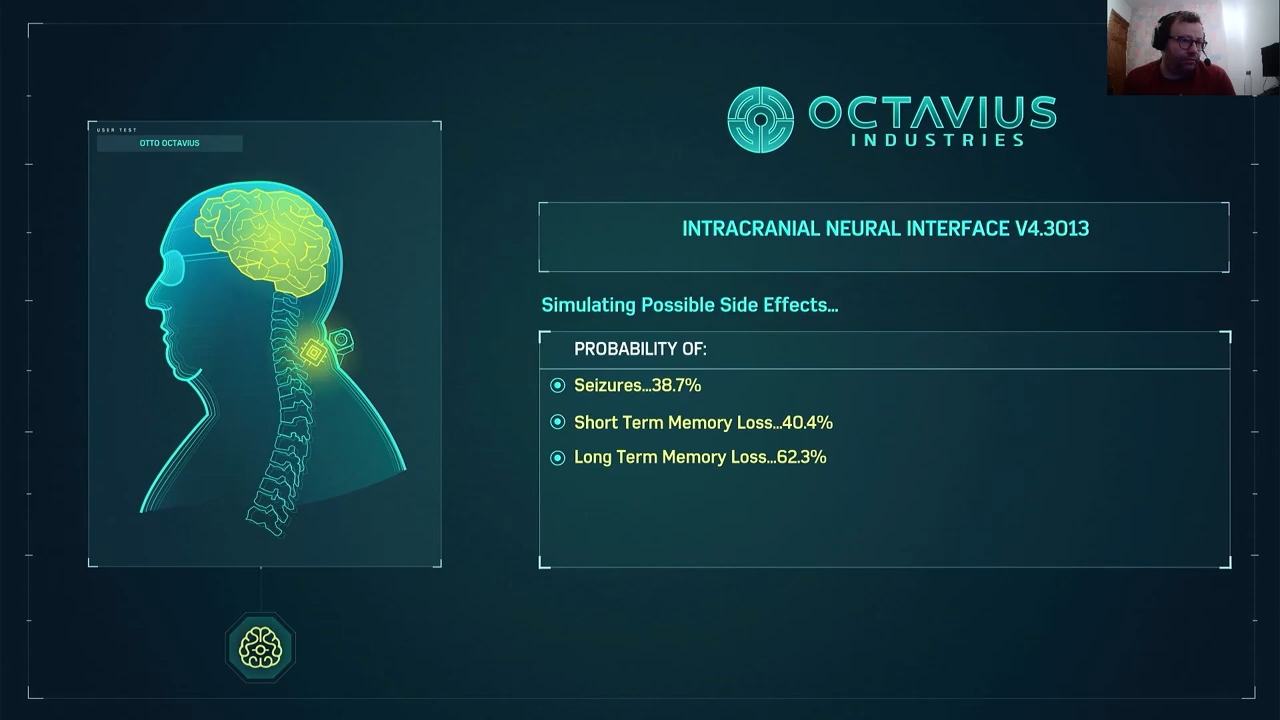 USER TEST
OTTO OCTAVIUS
OCTAVIUS
INDUSTRIES
INTRACRANIAL NEURAL INTERFACE V4.3013
Simulating Possible Side Effects...
PROBABILITY OF:
Seizures...38.7%
Short Term Memory Loss...40.4%
Long Term Memory Loss...62.3%